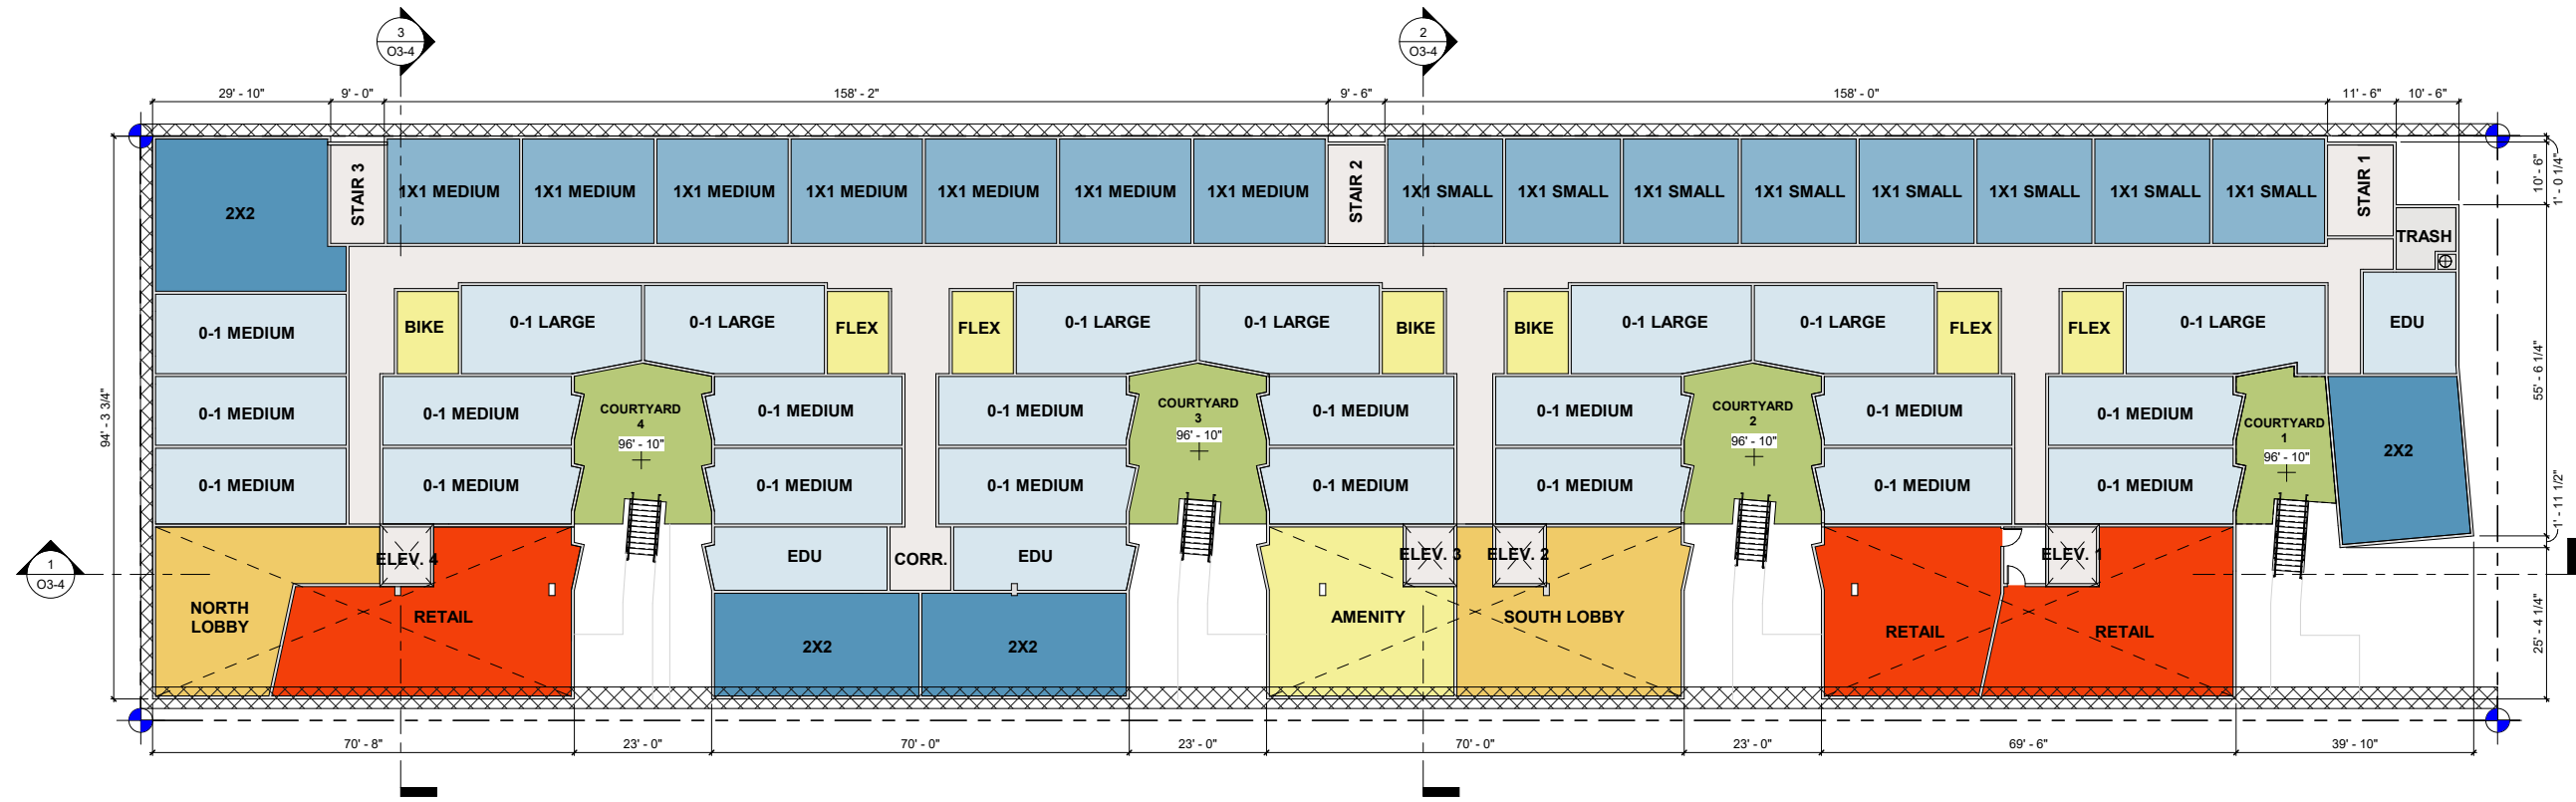 3
O3-4
2
O3-4
29' - 10"
9' - 0"
158' - 2"
9' - 6"
158' - 0"
11' - 6"
10' - 6"
2X2
STAIR 3
1X1 MEDIUM
1X1 MEDIUM
1X1 MEDIUM
1X1 MEDIUM
1X1 MEDIUM
1X1 MEDIUM
1X1 MEDIUM
STAIR 2
1X1 SMALL
1X1 SMALL
1X1 SMALL
1X1 SMALL
1X1 SMALL
1X1 SMALL
1X1 SMALL
1X1 SMALL
STAIR 1
TRASH
10' - 6"
1' - 0 1/4"
0-1 MEDIUM
BIKE
0-1 LARGE
0-1 LARGE
FLEX
FLEX
0-1 LARGE
0-1 LARGE
BIKE
BIKE
0-1 LARGE
0-1 LARGE
FLEX
FLEX
0-1 LARGE
EDU
94' - 3 3/4"
55' - 6 1/4"
0-1 MEDIUM
0-1 MEDIUM
COURTYARD
4
96' - 10"
0-1 MEDIUM
0-1 MEDIUM
COURTYARD
3
96' - 10"
0-1 MEDIUM
0-1 MEDIUM
COURTYARD
2
96' - 10"
0-1 MEDIUM
0-1 MEDIUM
COURTYARD
1
96' - 10"
2X2
0-1 MEDIUM
0-1 MEDIUM
0-1 MEDIUM
0-1 MEDIUM
0-1 MEDIUM
0-1 MEDIUM
0-1 MEDIUM
0-1 MEDIUM
1' - 11 1/2"
1
O3-4
ELEV. 4
EDU
CORR.
EDU
ELEV. 3
ELEV. 2
ELEV. 1
NORTH
LOBBY
RETAIL
2X2
2X2
AMENITY
SOUTH LOBBY
RETAIL
RETAIL
25' - 4 1/4"
70' - 8"
23' - 0"
70' - 0"
23' - 0"
70' - 0"
23' - 0"
69' - 6"
39' - 10"